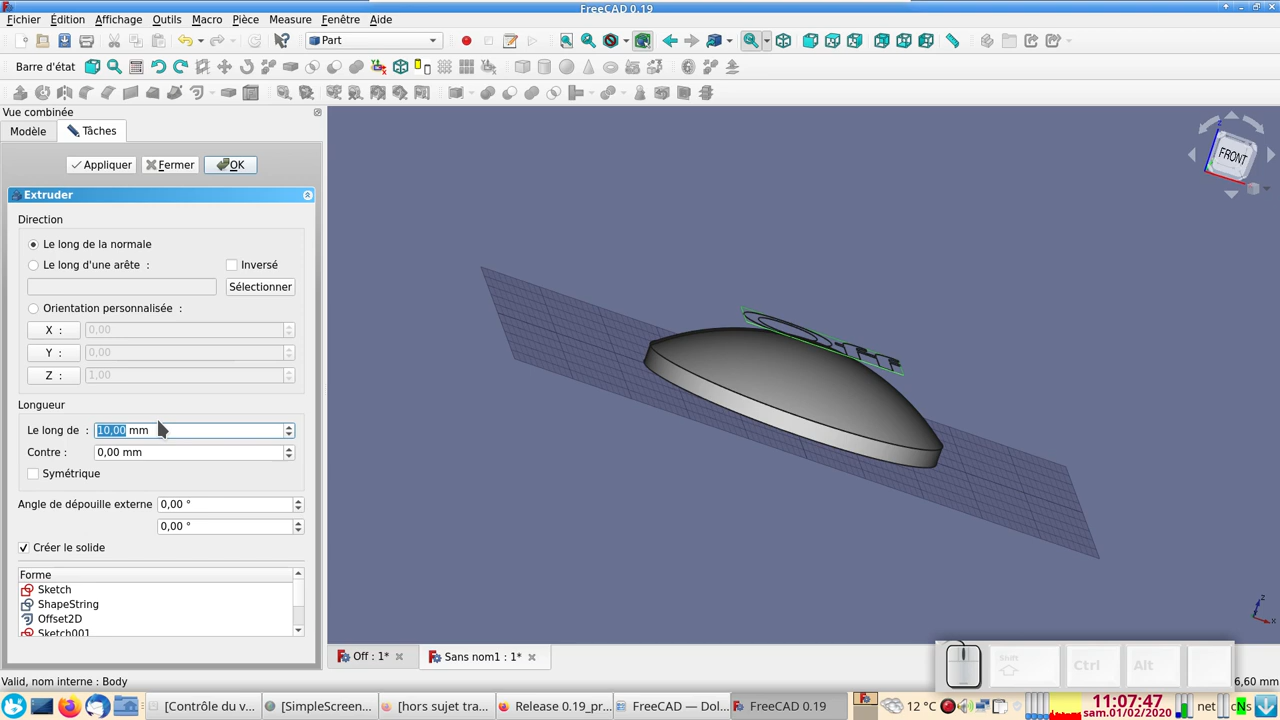 FreeCAD 0.19
Fichier Édition Affichage Outils Macro Pièce Measure Fenêtre Aide
Part
Barre d'état
Vue combinée
Modèle Tâches
Appliquer Fermer OK
Extruder
Direction
Le long de la normale
Le long d'une arête : Inversé
Sélectionner
Orientation personnalisée :
X : 0,00
Y : 0,00
Z : 1,00
Longueur
Le long de : 10,00 mm
Contre : 0,00 mm
Symétrique
Angle de dépouille externe 0,00 °
0,00 °
Créer le solide
Forme
Sketch
ShapeString
Offset2D
Sketch001
FRONT
Z
X
Off : 1* Sans nom1 : 1*
Shift Ctrl Alt
Valid, nom interne : Body 6,60 mm
[Contrôle du v... [SimpleScreen... [hors sujet tra... Release 0.19_pr... FreeCAD — Dol... FreeCAD 0.19 12 °C 11:07:47 net cNs
sam.01/02/2020